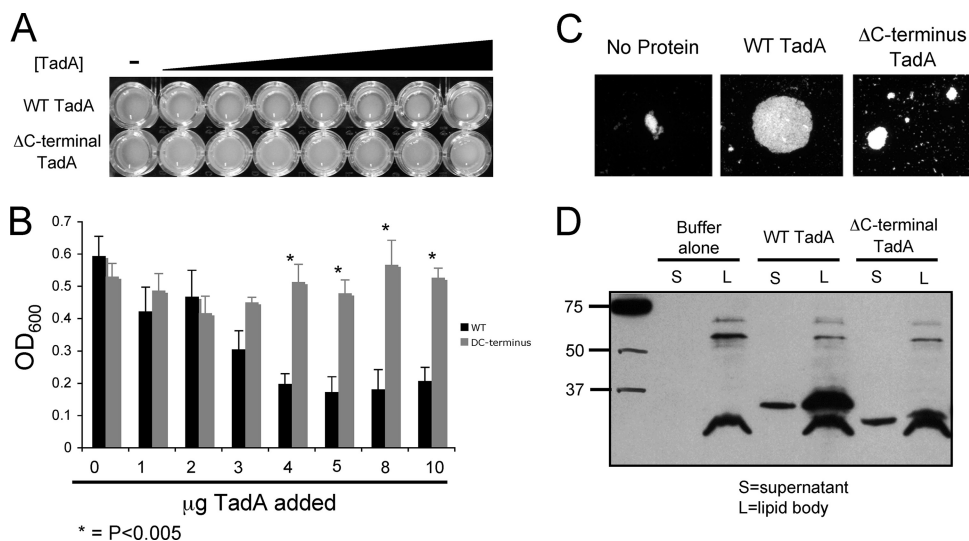 A
[TadA]
-
WT TadA
ΔC-terminal
TadA
B
OD600
0.7
0.6
0.5
0.4
0.3
0.2
0.1
0
*
*
*
*
WT
DC-terminus
0 1 2 3 4 5 8 10
μg TadA added
* = P<0.005
C
No Protein
WT TadA
ΔC-terminus
TadA
D
Buffer
alone
WT TadA
ΔC-terminal
TadA
S L S L S L
75
50
37
S=supernatant
L=lipid body